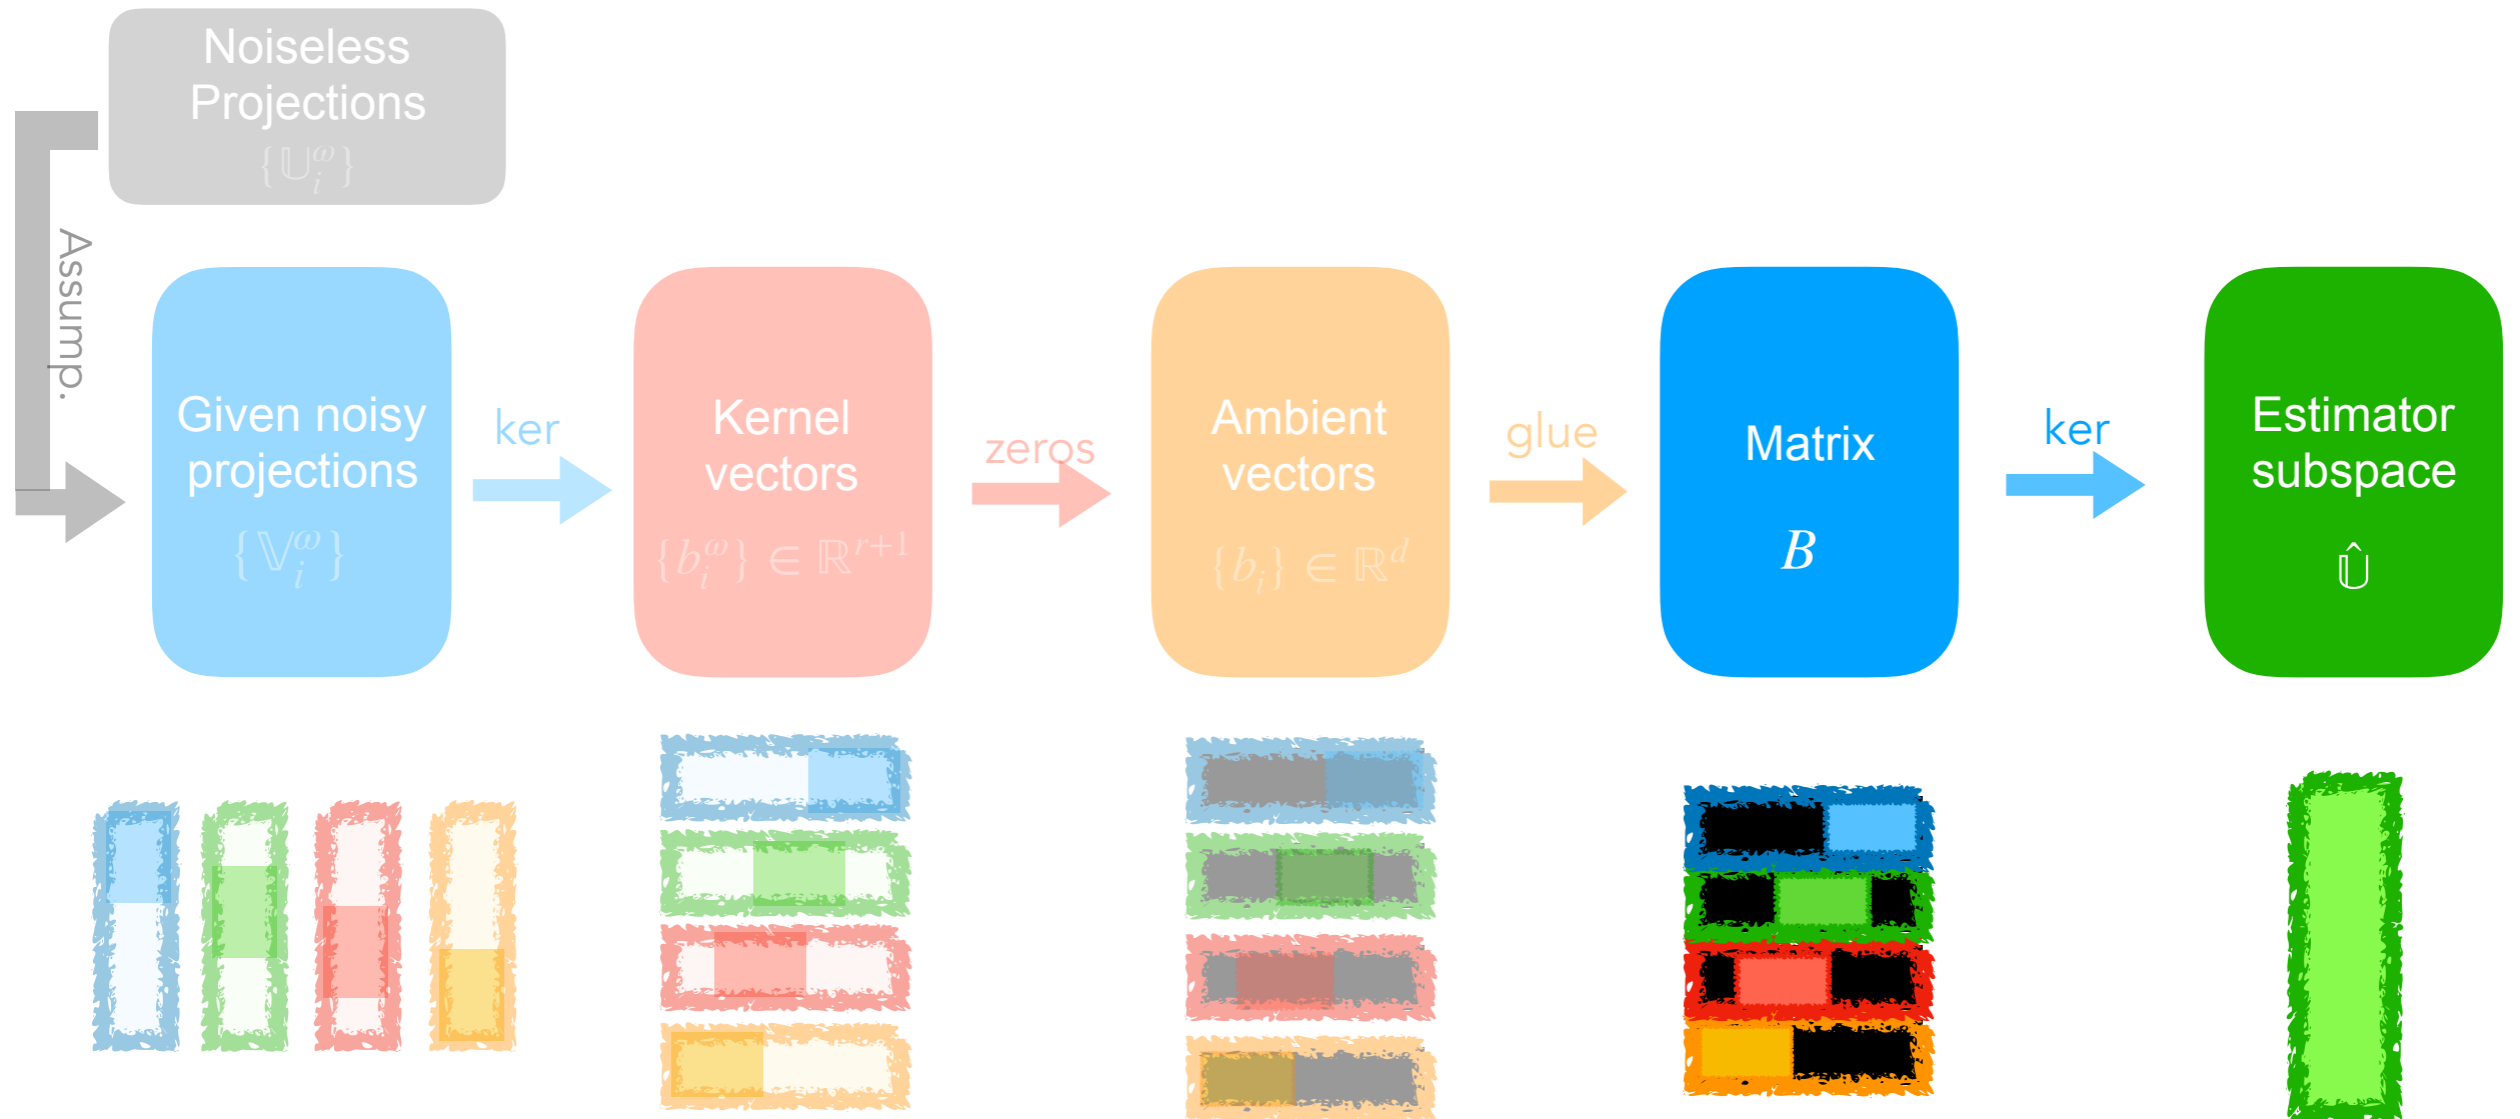 Noiseless
Projections
{𝕌ᵢ^ω}
Assump.
Given noisy
projections
{𝕍ᵢ^ω}
ker
Kernel
vectors
{bᵢ^ω} ∈ ℝ^{r+1}
zeros
Ambient
vectors
{bᵢ} ∈ ℝ^d
glue
Matrix
B
ker
Estimator
subspace
𝕌̂